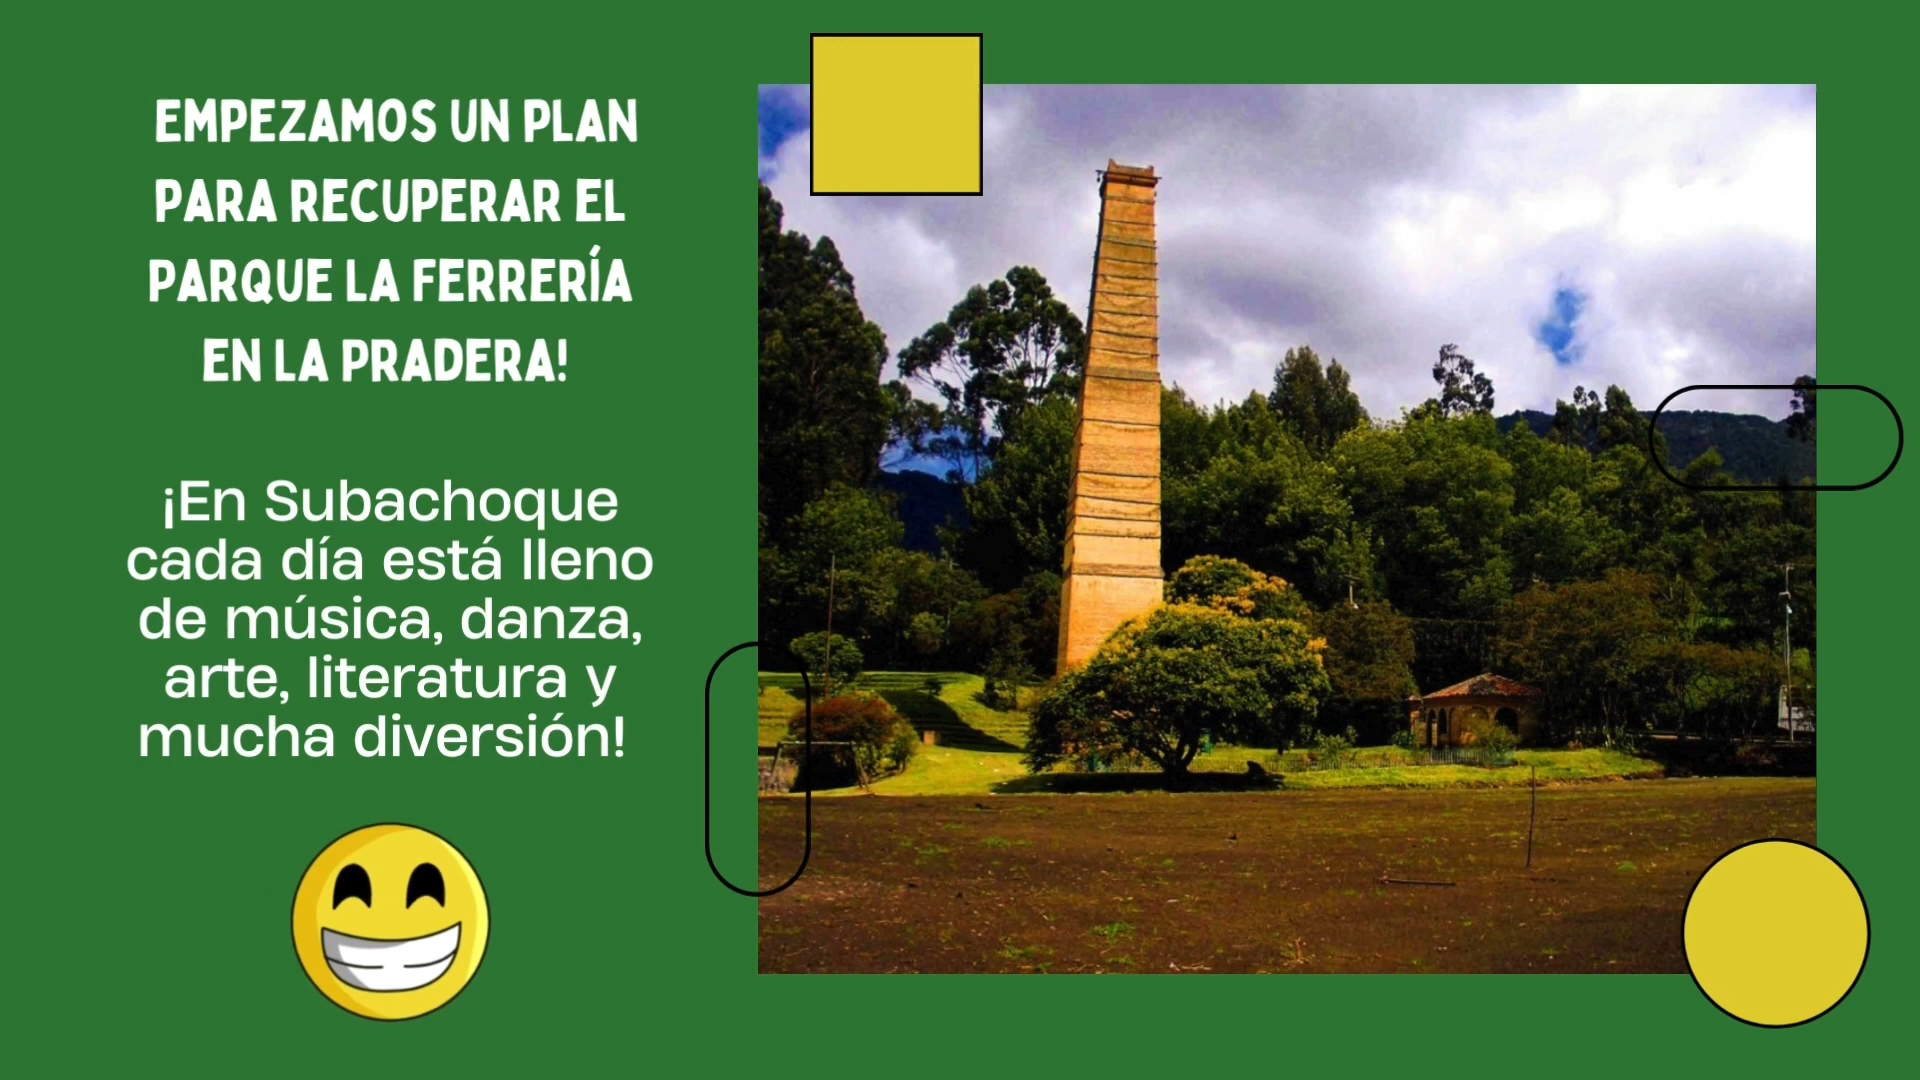 EMPEZAMOS UN PLAN
PARA RECUPERAR EL
PARQUE LA FERRERÍA
EN LA PRADERA!
¡En Subachoque
cada día está lleno
de música, danza,
arte, literatura y
mucha diversión!